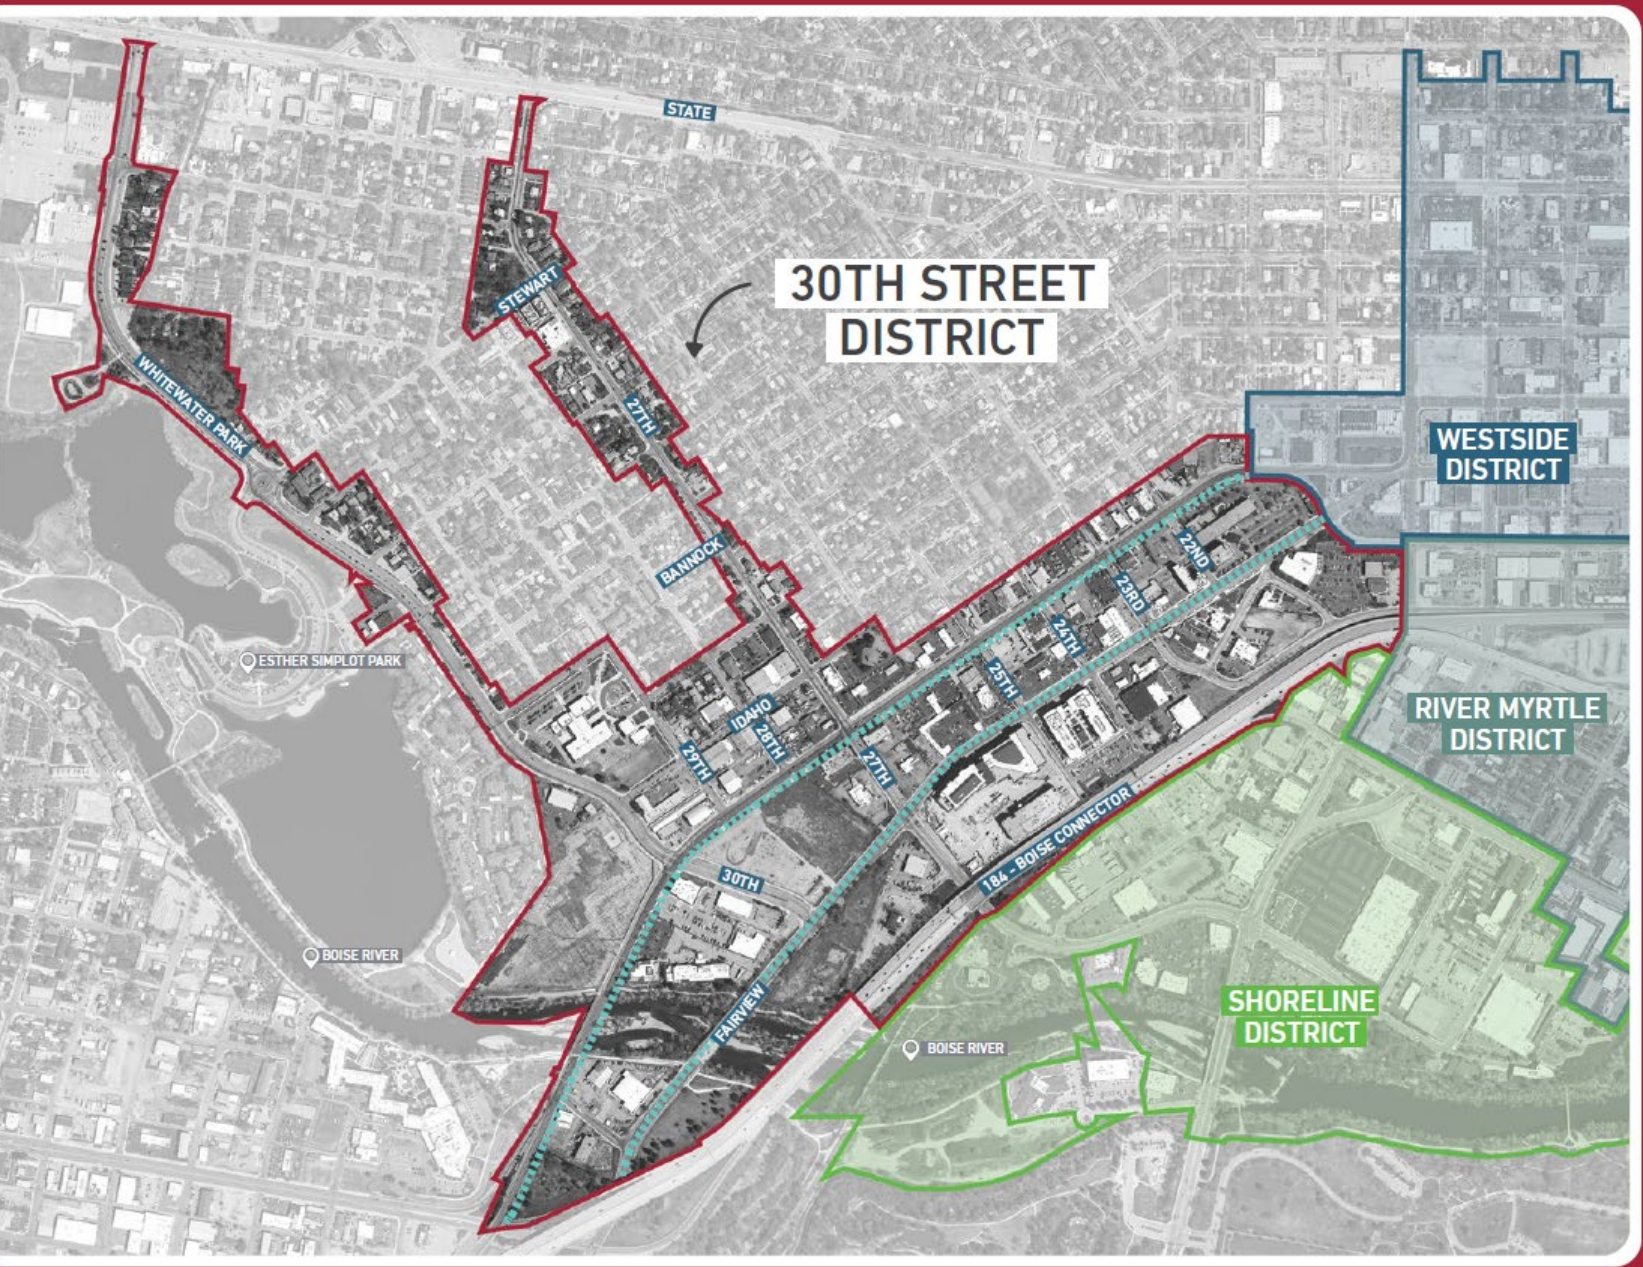 STATE
30TH STREET
DISTRICT
STEWART
WHITEWATER PARK
27TH
WESTSIDE
DISTRICT
BANNOCK
22ND
23RD
24TH
25TH
ESTHER SIMPLOT PARK
IDAHO
28TH
29TH
27TH
RIVER MYRTLE
DISTRICT
184 - BOISE CONNECTOR
30TH
BOISE RIVER
FAIRVIEW
SHORELINE
DISTRICT
BOISE RIVER